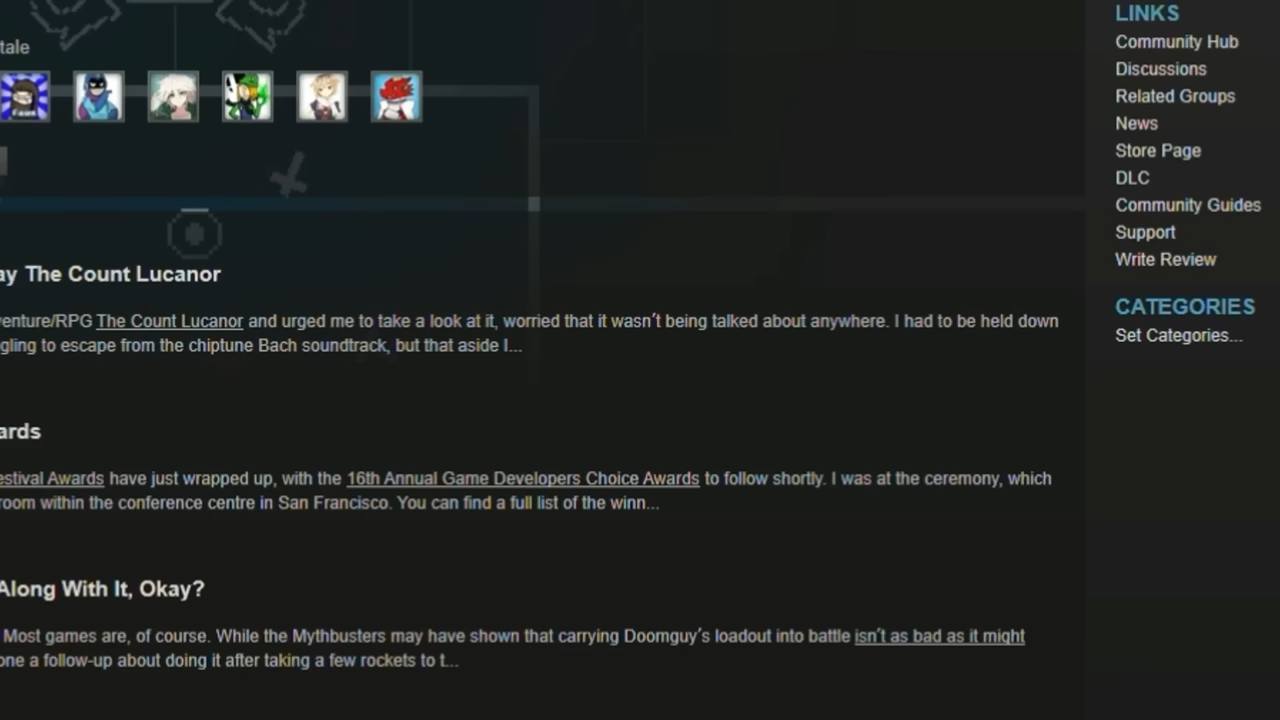 tale
ay The Count Lucanor
venture/RPG The Count Lucanor and urged me to take a look at it, worried that it wasn't being talked about anywhere. I had to be held down
gling to escape from the chiptune Bach soundtrack, but that aside I...
ards
estival Awards have just wrapped up, with the 16th Annual Game Developers Choice Awards to follow shortly. I was at the ceremony, which
room within the conference centre in San Francisco. You can find a full list of the winn...
Along With It, Okay?
Most games are, of course. While the Mythbusters may have shown that carrying Doomguy's loadout into battle isn't as bad as it might
one a follow-up about doing it after taking a few rockets to t...
LINKS
Community Hub
Discussions
Related Groups
News
Store Page
DLC
Community Guides
Support
Write Review
CATEGORIES
Set Categories...